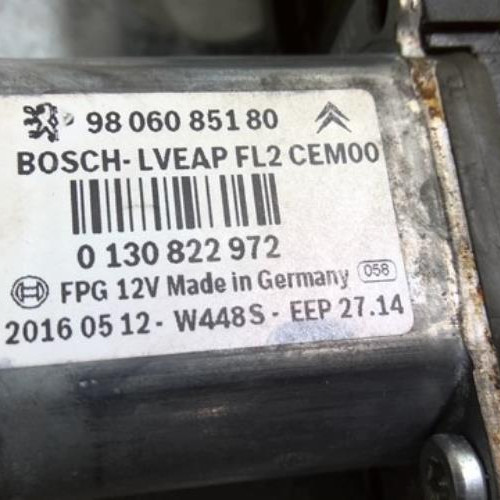 98 060 851 80
BOSCH- LVEAP FL2 CEM00
0 130 822 972
FPG 12V Made in Germany 058
2016 05 12 - W448S - EEP 27.14